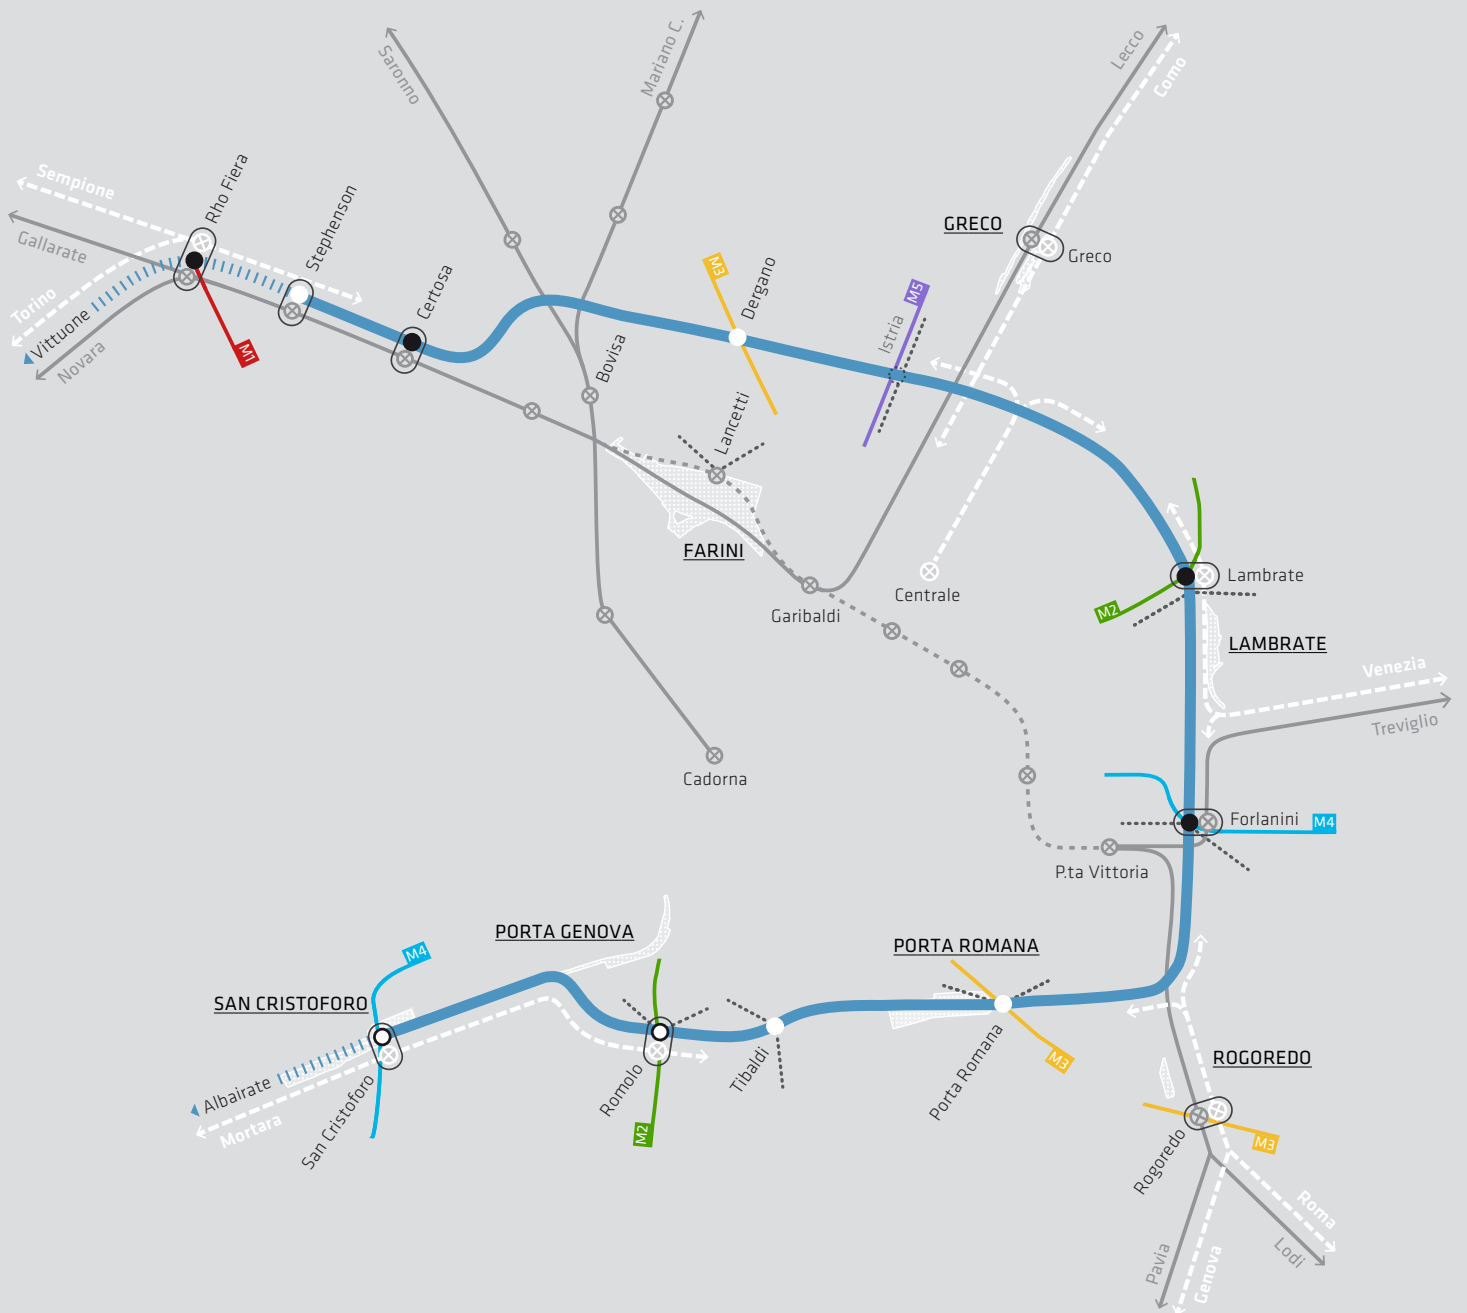 Saronno
Mariano C.
Lecco
Como
Sempione
Rho Fiera
Gallarate
Stephenson
GRECO
Greco
Certosa
M3
Dergano
M5
Istria
Torino
Vittuone
Novara
M1
Bovisa
Lancetti
FARINI
Garibaldi
Centrale
Lambrate
M2
LAMBRATE
Venezia
Treviglio
Cadorna
Forlanini
M4
P.ta Vittoria
PORTA GENOVA
PORTA ROMANA
M4
SAN CRISTOFORO
Albairate
Mortara
San Cristoforo
Romolo
M2
Tibaldi
Porta Romana
M3
ROGOREDO
M3
Rogoredo
Roma
Lodi
Pavia
Genova